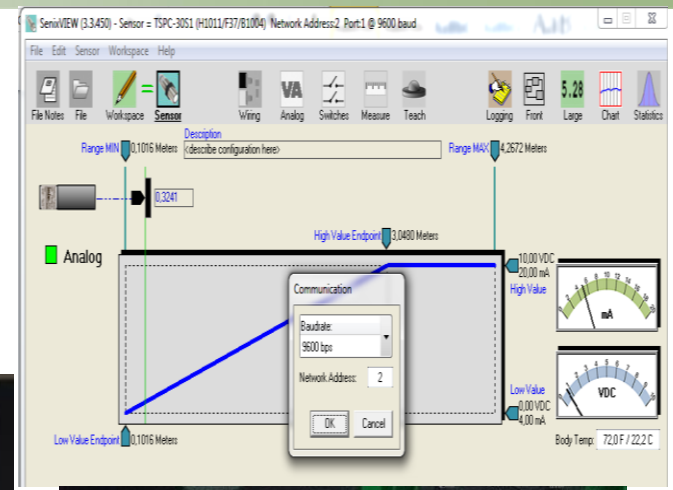 SenixVIEW (3.3.450) - Sensor = TSPC-30S1 (H1011/F37/B1004) Network Address:2 Port:1 @ 9600 baud
File Edit Sensor Workspace Help
VA 5.28
File Notes File Workspace = Sensor Wiring Analog Switches Measure Teach Logging Front Large Chart Statistics
Description
Range MIN 0,1016 Meters <describe configuration here> Range MAX 4,2672 Meters
0,3241
High Value Endpoint 3,0480 Meters
Analog
10,00 VDC
20,00 mA
High Value
Communication
Baudrate:
9600 bps
Network Address: 2
OK Cancel
mA
VDC
Low Value
0,00 VDC
4,00 mA
Low Value Endpoint 0,1016 Meters
Body Temp: 72,0 F / 22,2 C